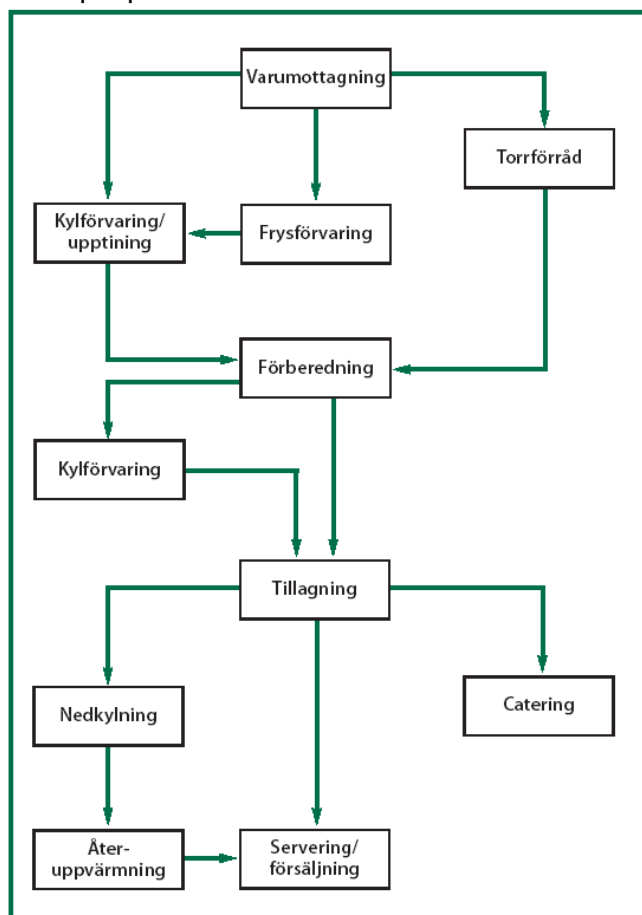 Varumottagning
Torrförråd
Kylförvaring/
upptining
Frysförvaring
Förberedning
Kylförvaring
Tillagning
Nedkylning
Catering
Åter-
uppvärmning
Servering/
försäljning